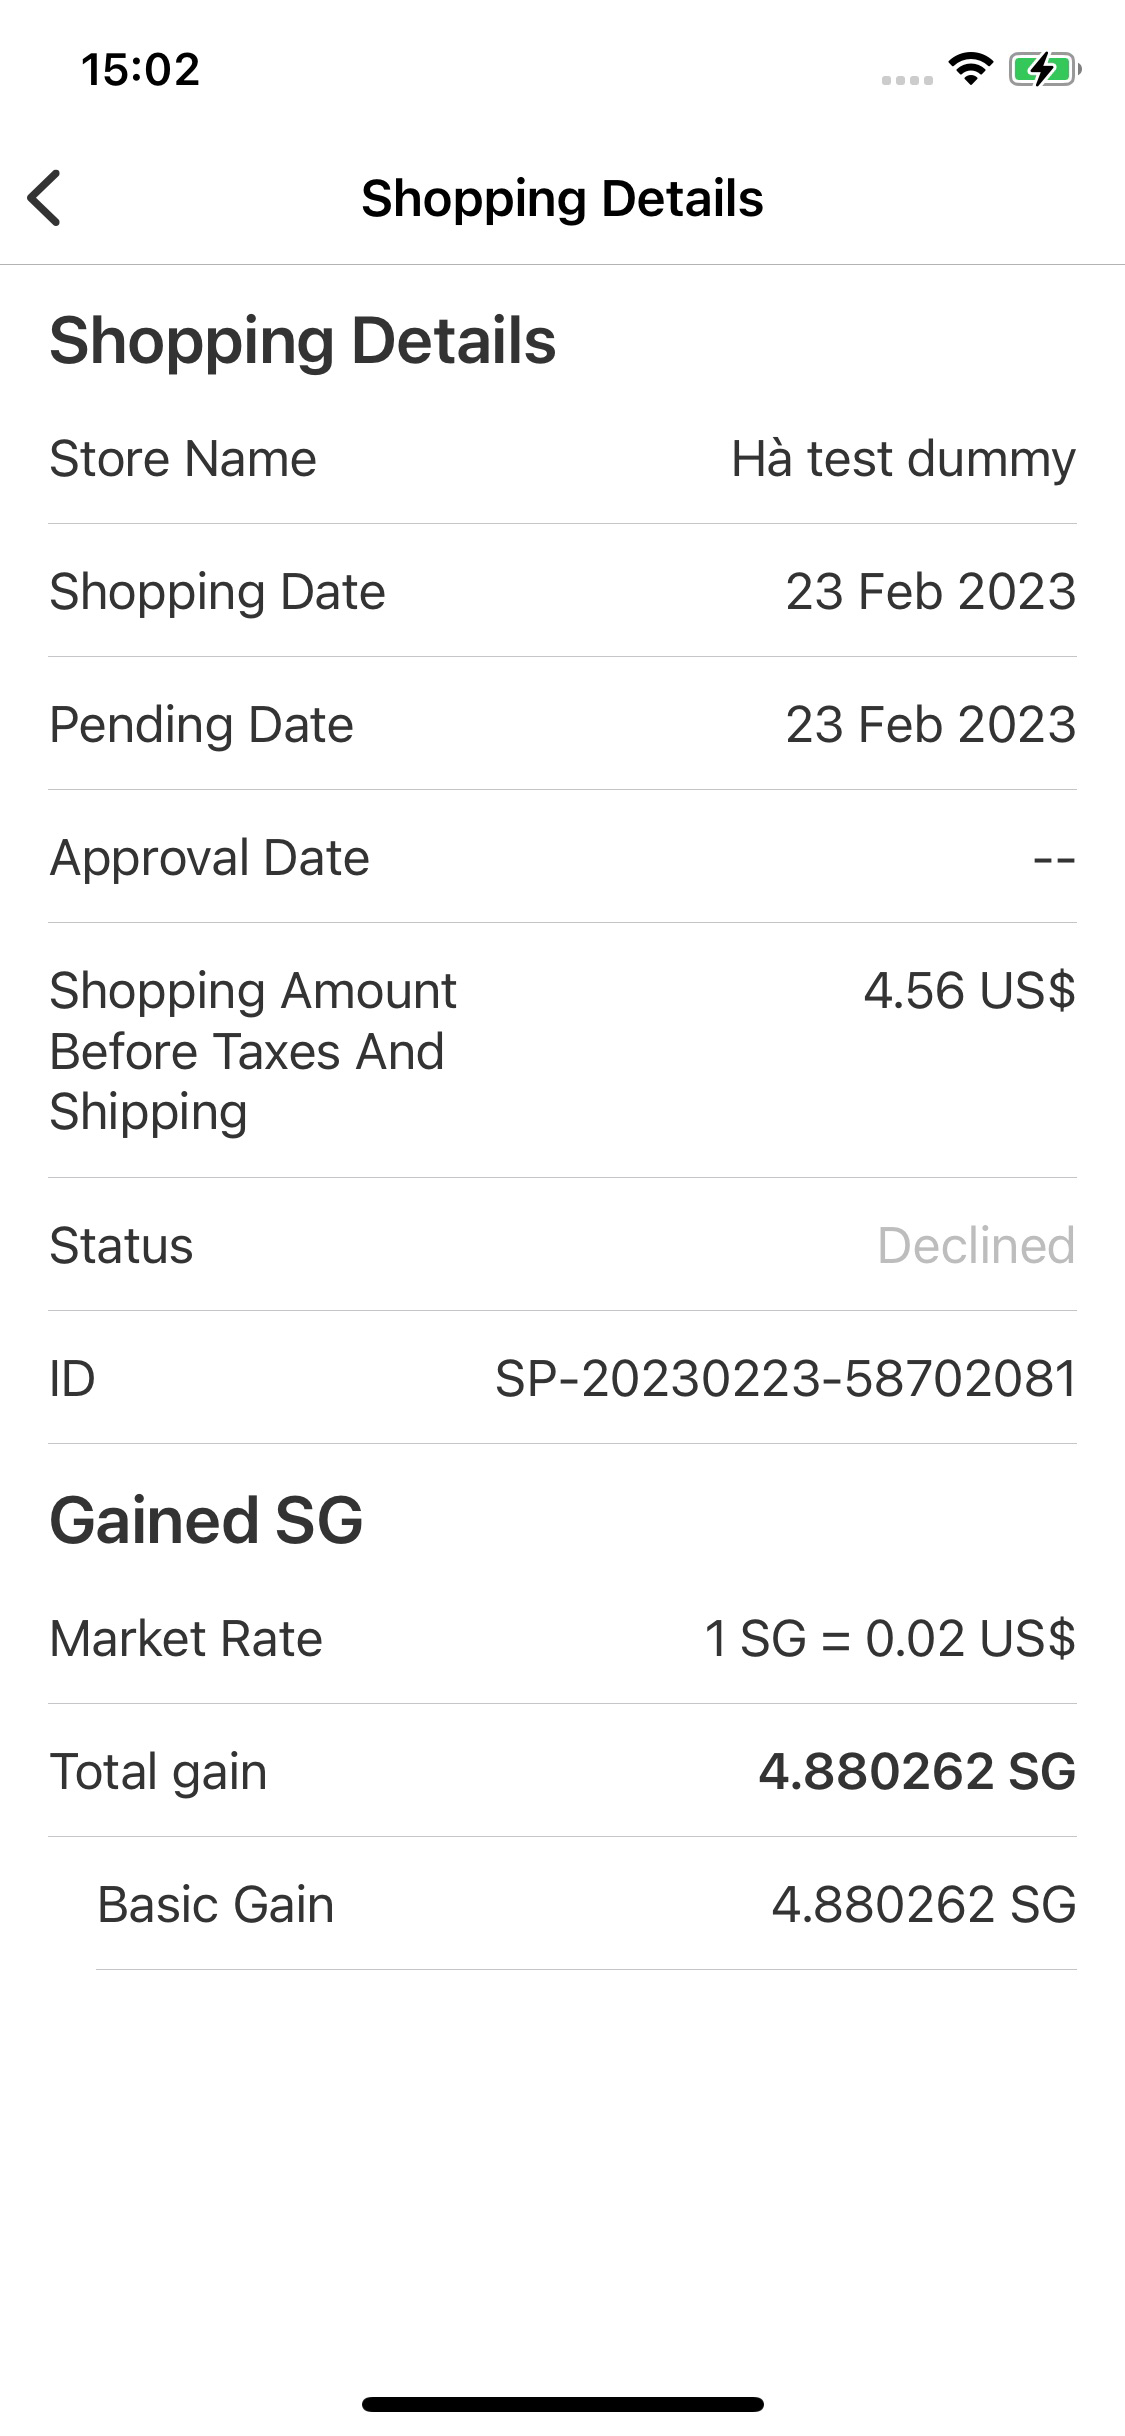 15:02
Shopping Details
Shopping Details
Store Name Hà test dummy
Shopping Date 23 Feb 2023
Pending Date 23 Feb 2023
Approval Date --
Shopping Amount 4.56 US$
Before Taxes And
Shipping
Status Declined
ID SP-20230223-58702081
Gained SG
Market Rate 1 SG = 0.02 US$
Total gain 4.880262 SG
Basic Gain 4.880262 SG